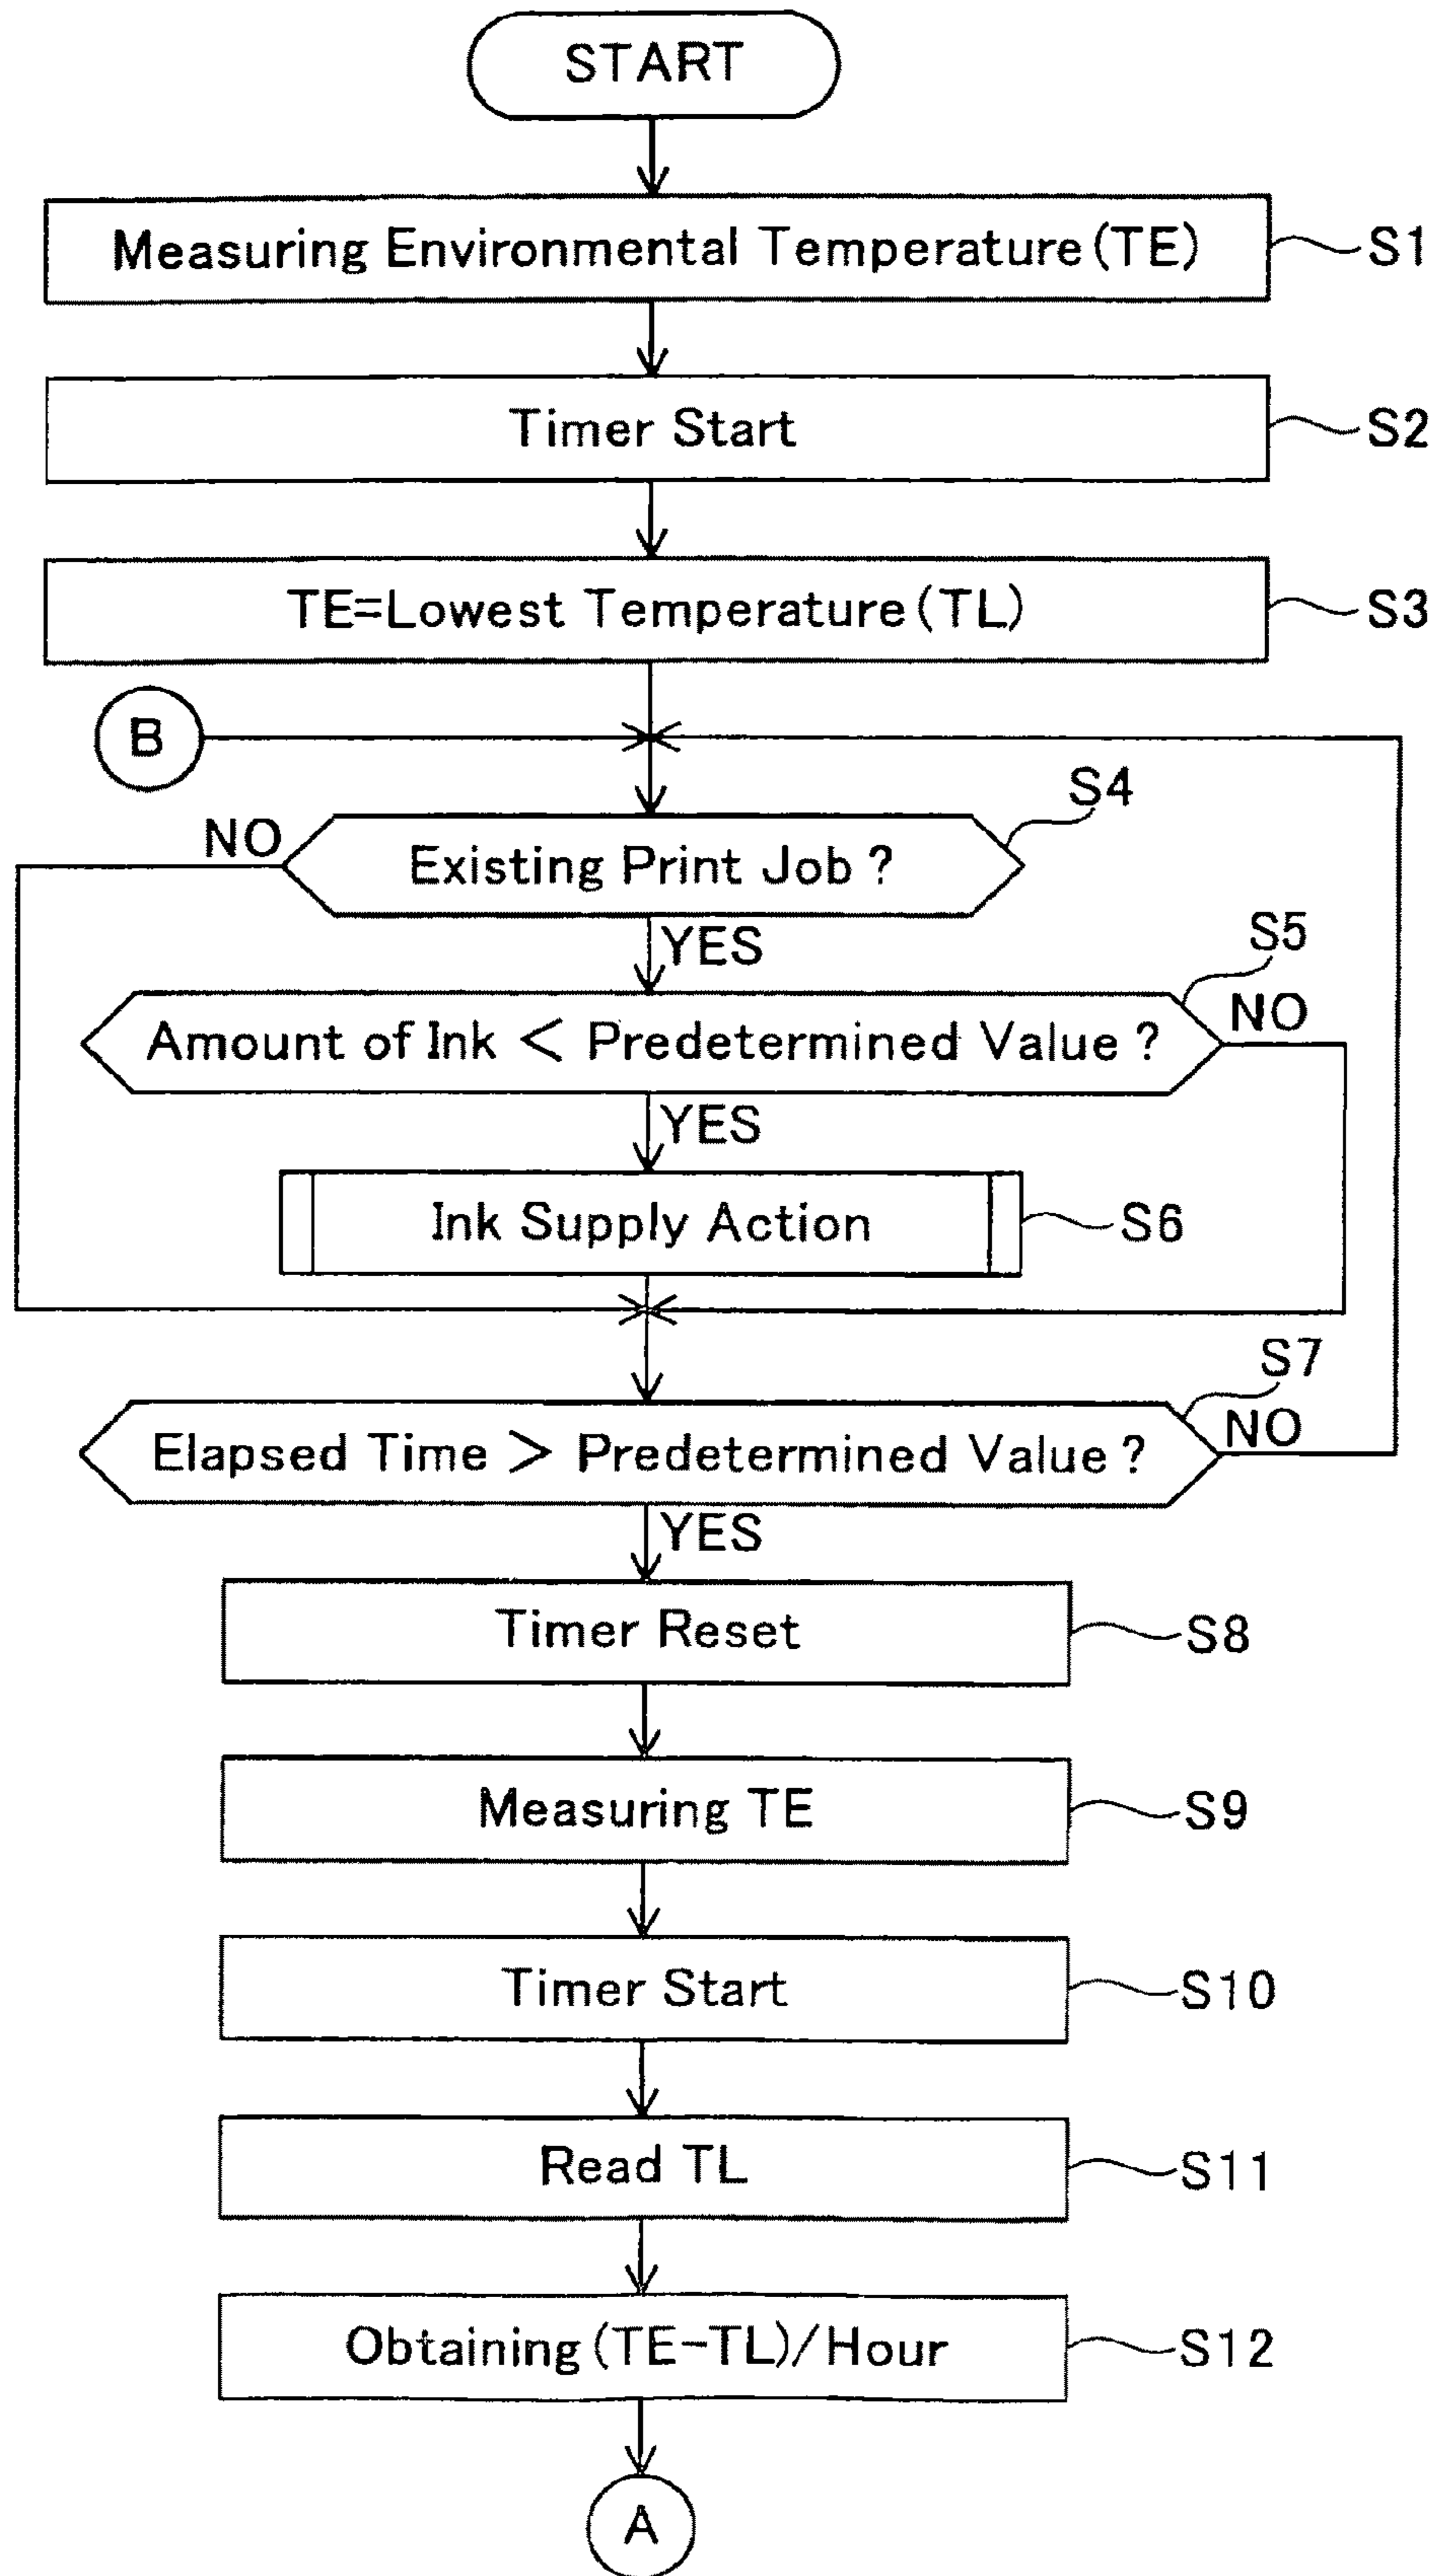 START
Measuring Environmental Temperature(TE)
S1
Timer Start
S2
TE=Lowest Temperature(TL)
S3
B
S4
NO
Existing Print Job?
YES
S5
Amount of Ink < Predetermined Value?
NO
YES
Ink Supply Action
S6
S7
Elapsed Time > Predetermined Value?
NO
YES
Timer Reset
S8
Measuring TE
S9
Timer Start
S10
Read TL
S11
Obtaining(TE-TL)/Hour
S12
A